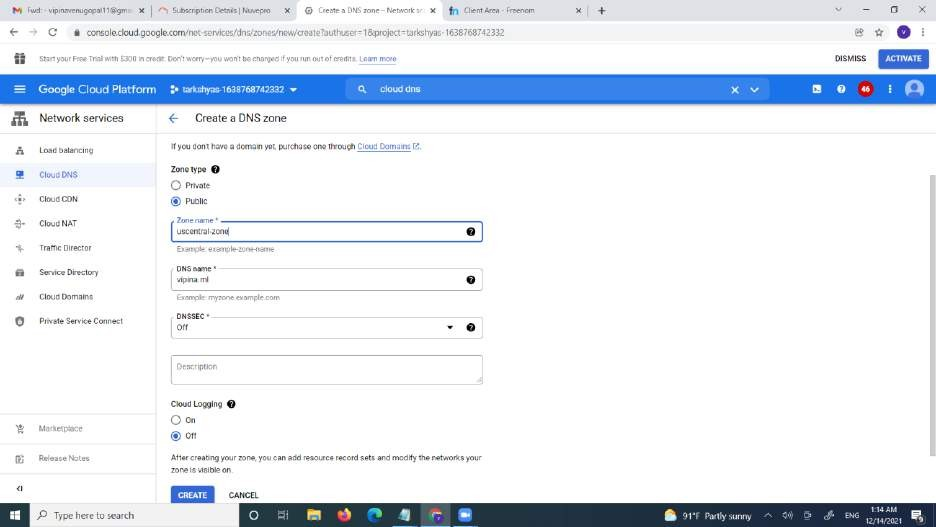 Fwd: - vipinavenugopal11@gma
Subscription Details | Nuvepro
Create a DNS zone – Network se
Client Area - Freenom
console.cloud.google.com/net-services/dns/zones/new/create?authuser=1&project=tarkshyas-1638768742332
Start your Free Trial with $300 in credit. Don't worry—you won't be charged if you run out of credits. Learn more
DISMISS
ACTIVATE
Google Cloud Platform
tarkshyas-1638768742332
cloud dns
46
Network services
Create a DNS zone
Load balancing
Cloud DNS
Cloud CDN
Cloud NAT
Traffic Director
Service Directory
Cloud Domains
Private Service Connect
Marketplace
Release Notes
If you don't have a domain yet, purchase one through Cloud Domains.
Zone type
Private
Public
Zone name *
uscentral-zone
Example: example-zone-name
DNS name *
vipina.ml
Example: myzone.example.com
DNSSEC *
Off
Description
Cloud Logging
On
Off
After creating your zone, you can add resource record sets and modify the networks your
zone is visible on.
CREATE
CANCEL
Type here to search
91°F Partly sunny
ENG
1:14 AM
12/14/2021
9